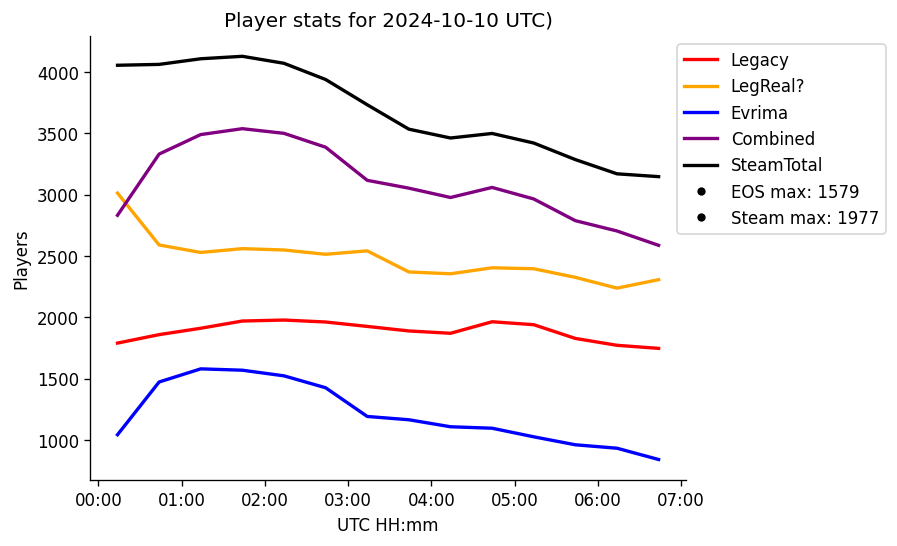 Player stats for 2024-10-10 UTC)
Players
4000
3500
3000
2500
2000
1500
1000
00:00 01:00 02:00 03:00 04:00 05:00 06:00 07:00
UTC HH:mm
Legacy
LegReal?
Evrima
Combined
SteamTotal
EOS max: 1579
Steam max: 1977